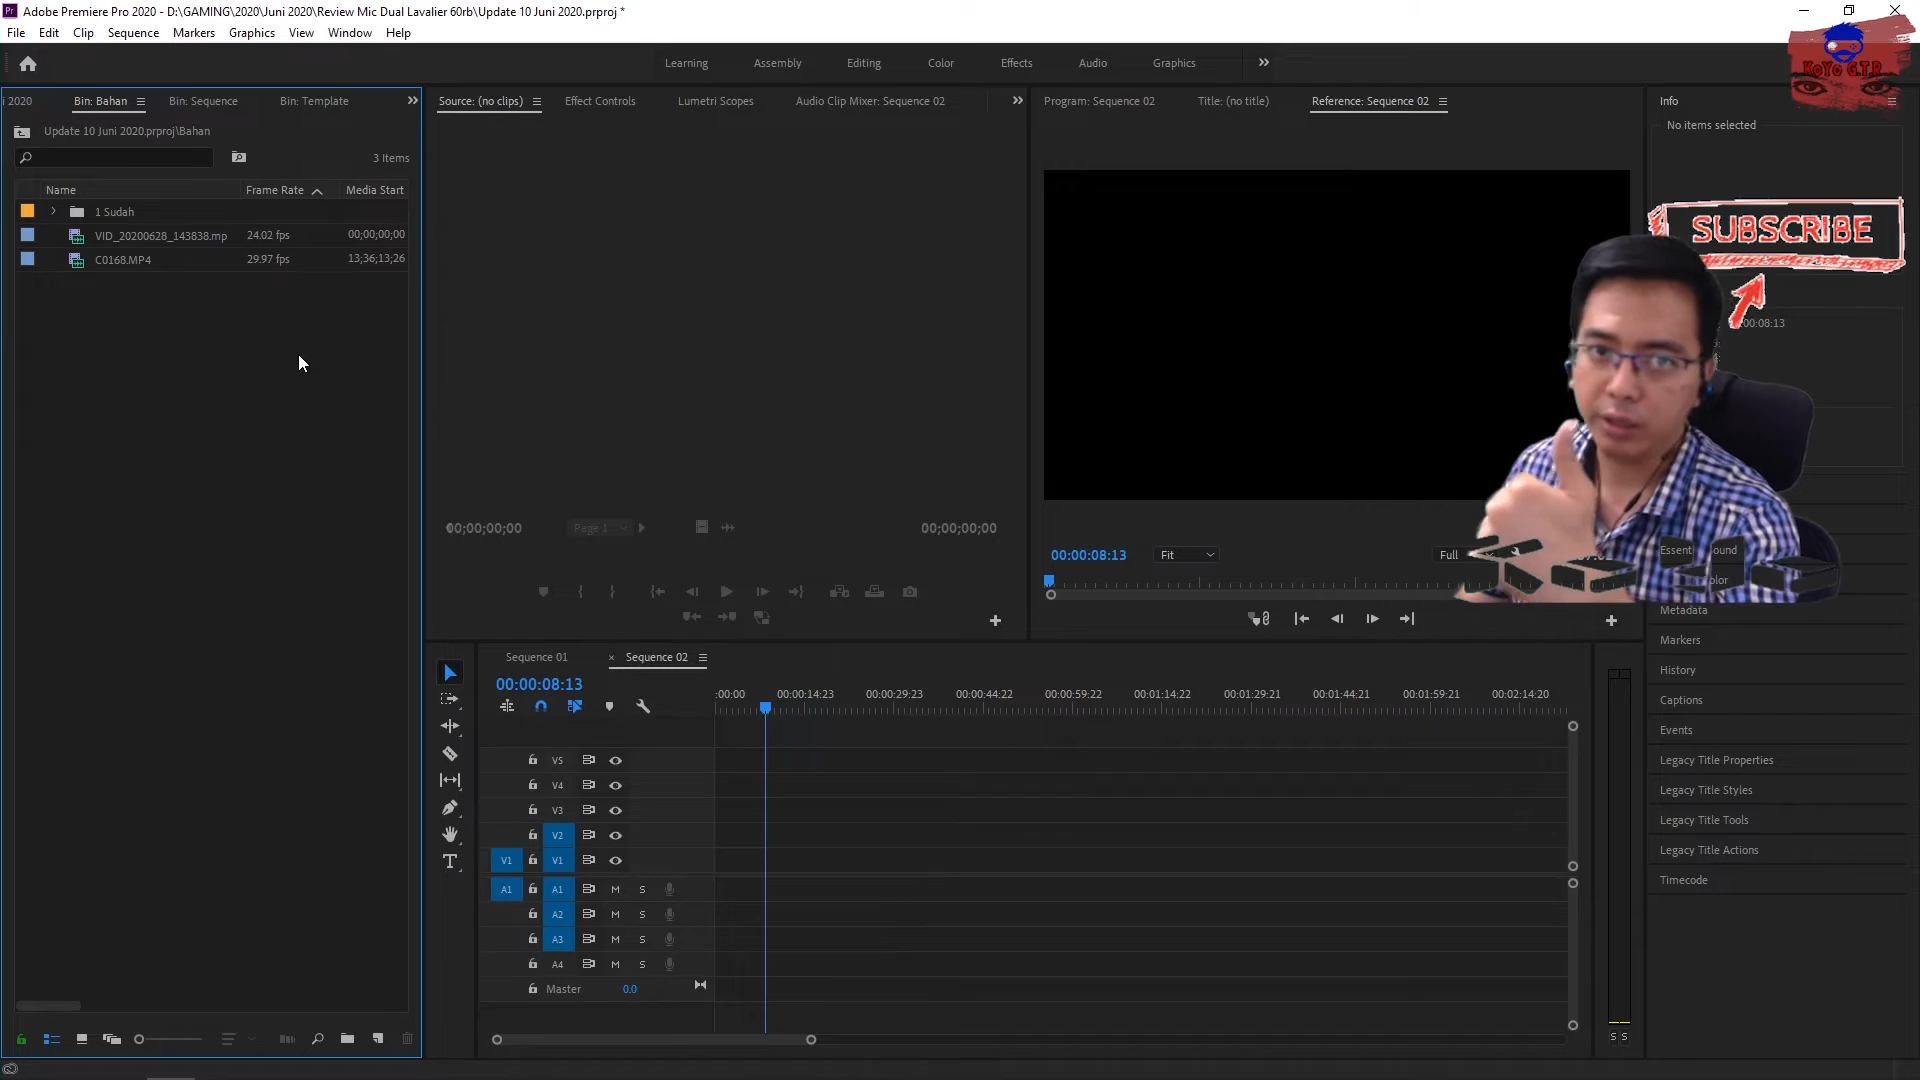 Adobe Premiere Pro 2020 - D:\GAMING\2020\Juni 2020\Review Mic Dual Lavalier 60rb\Update 10 Juni 2020.prproj *
File Edit Clip Sequence Markers Graphics View Window Help
Learning Assembly Editing Color Effects Audio Graphics
KoYo G.T.R
i 2020 Bin: Bahan Bin: Sequence Bin: Template
Source: (no clips) Effect Controls Lumetri Scopes Audio Clip Mixer: Sequence 02
Program: Sequence 02 Title: (no title) Reference: Sequence 02
Info
No items selected
Update 10 Juni 2020.prproj\Bahan
3 Items
Name Frame Rate Media Start
1 Sudah
VID_20200628_143838.mp 24.02 fps 00;00;00;00
C0168.MP4 29.97 fps 13;36;13;26
SUBSCRIBE
:00:08:13
00;00;00;00 Page 1 00;00;00;00
00:00:08:13 Fit Full
Essent ound
olor
Metadata
Markers
History
Captions
Events
Legacy Title Properties
Legacy Title Styles
Legacy Title Tools
Legacy Title Actions
Timecode
Sequence 01 × Sequence 02
00:00:08:13
:00:00 00:00:14:23 00:00:29:23 00:00:44:22 00:00:59:22 00:01:14:22 00:01:29:21 00:01:44:21 00:01:59:21 00:02:14:20
V5
V4
V3
V2
V1 V1
A1 A1 M S
A2 M S
A3 M S
A4 M S
Master 0.0
S S